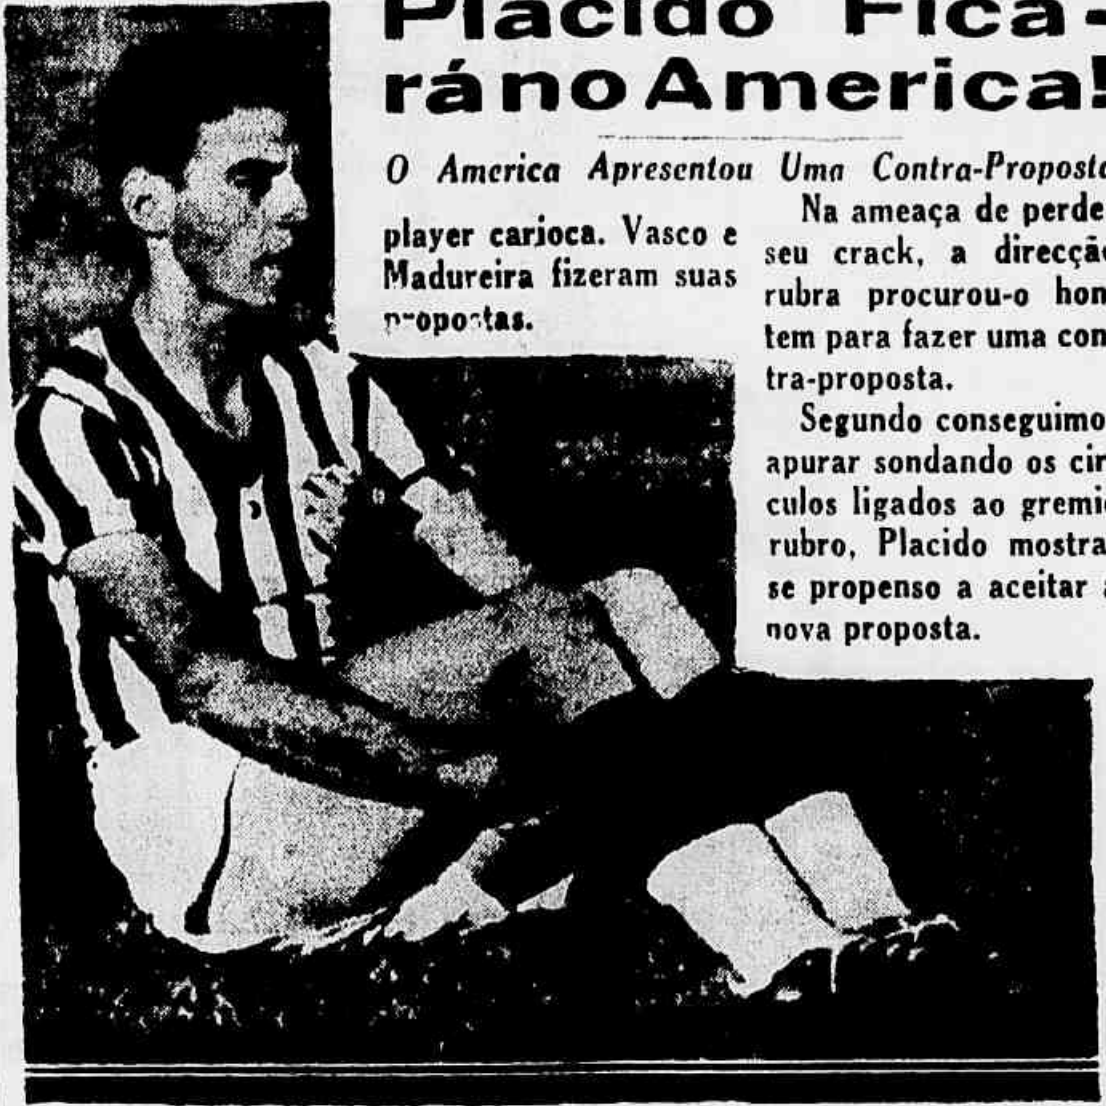 Placido Fica-
rá no America!
O America Apresentou Uma Contra-Proposta
player carioca. Vasco e
Madureira fizeram suas
propostas.
Na ameaça de perde
seu crack, a direcçã
rubra procurou-o hon
tem para fazer uma con
tra-proposta.
Segundo conseguimo
apurar sondando os cir
culos ligados ao gremi
rubro, Placido mostra
se propenso a aceitar a
nova proposta.